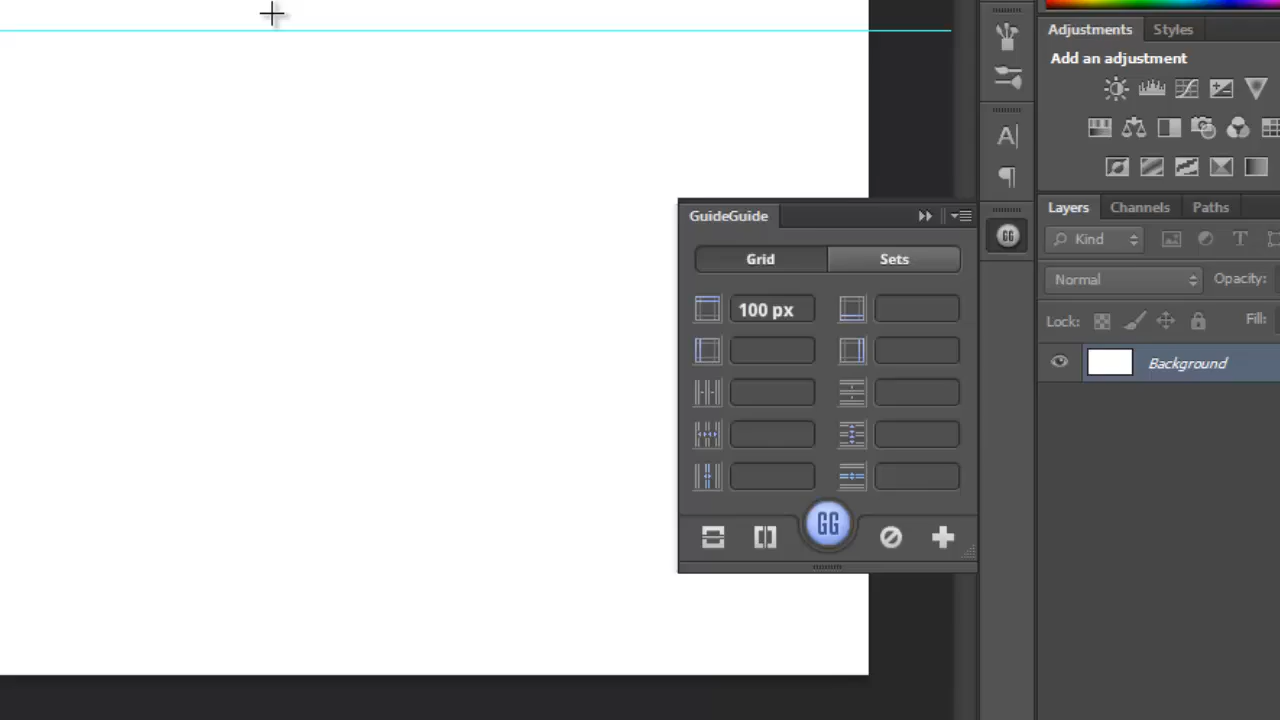 Adjustments Styles
Add an adjustment
A|
GuideGuide
Layers Channels Paths
GG
Kind
T
Grid Sets
Normal Opacity:
100 px
Lock: Fill:
Background
GG